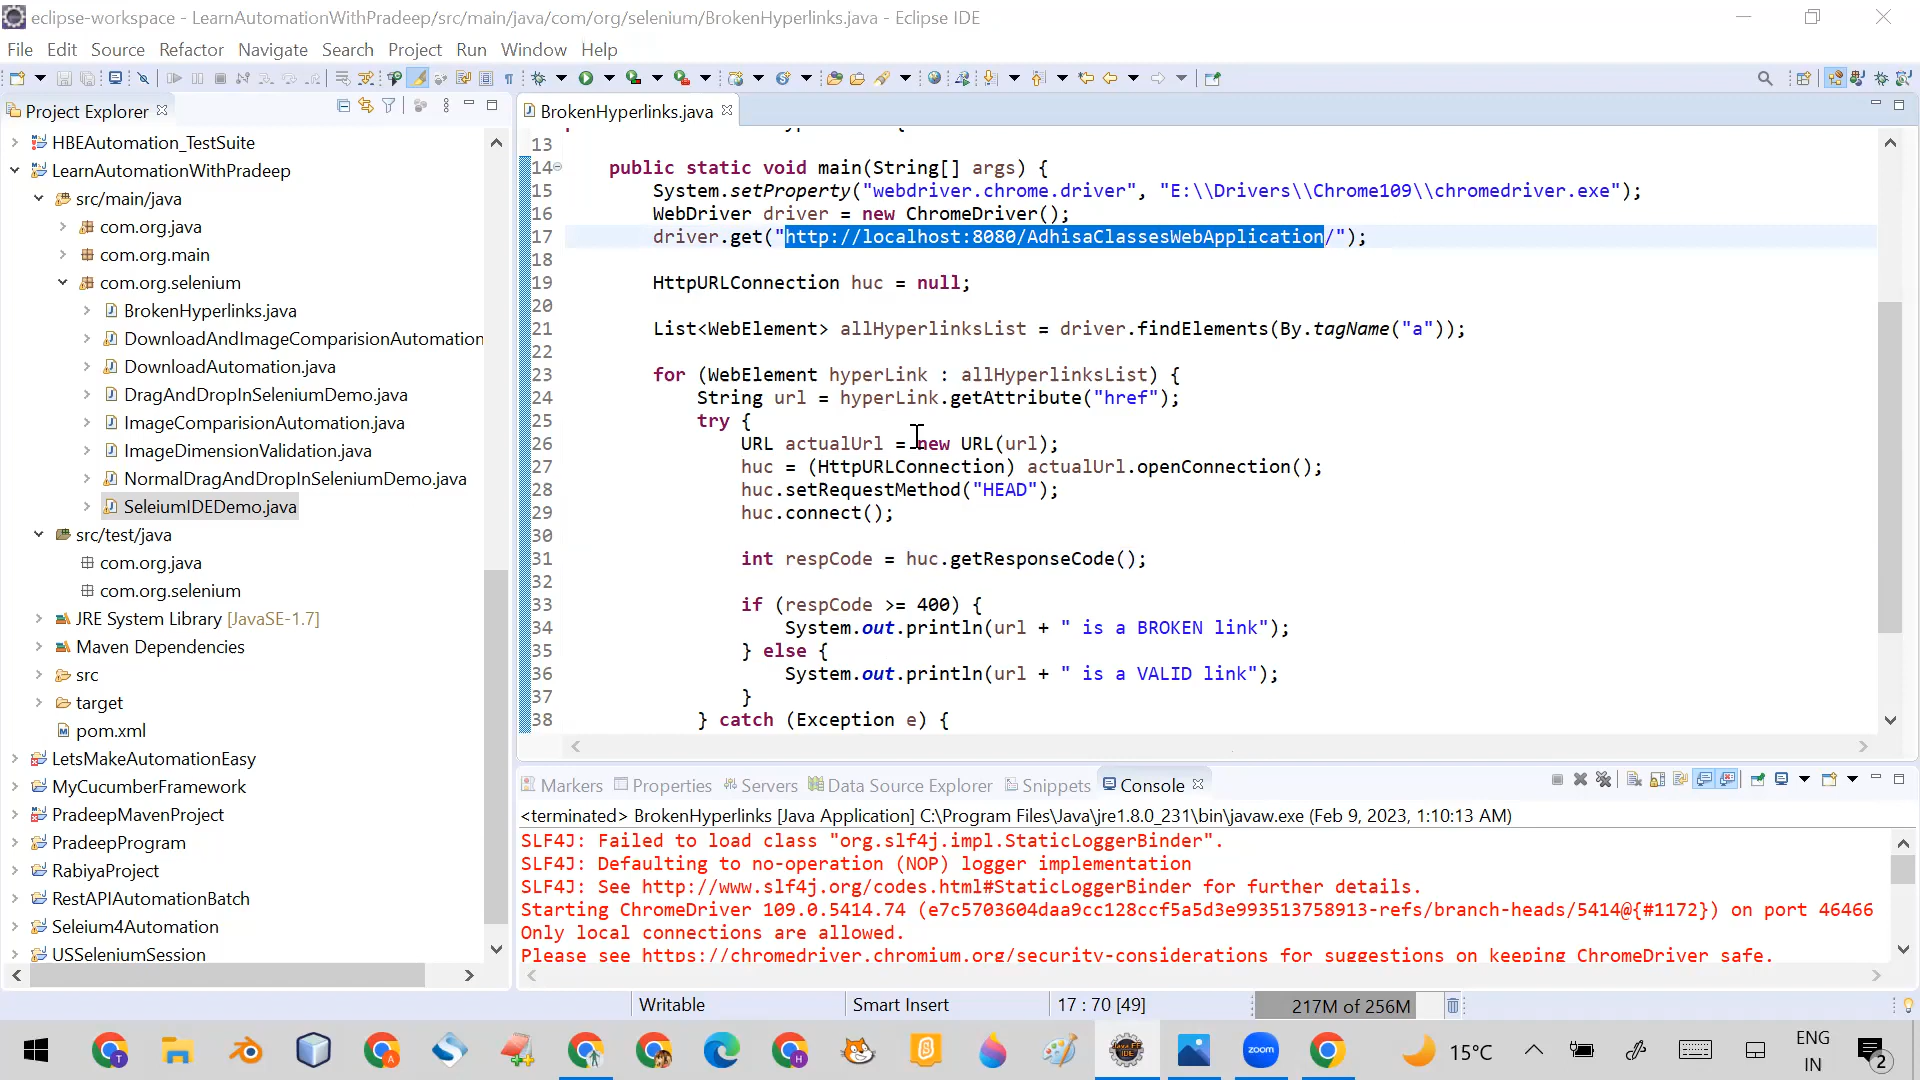 eclipse-workspace - LearnAutomationWithPradeep/src/main/java/com/org/selenium/BrokenHyperlinks.java - Eclipse IDE
File Edit Source Refactor Navigate Search Project Run Window Help
Project Explorer
HBEAutomation_TestSuite
LearnAutomationWithPradeep
src/main/java
com.org.java
com.org.main
com.org.selenium
BrokenHyperlinks.java
DownloadAndImageComparisionAutomation
DownloadAutomation.java
DragAndDropInSeleniumDemo.java
ImageComparisionAutomation.java
ImageDimensionValidation.java
NormalDragAndDropInSeleniumDemo.java
SeleiumIDEDemo.java
src/test/java
com.org.java
com.org.selenium
JRE System Library [JavaSE-1.7]
Maven Dependencies
src
target
pom.xml
LetsMakeAutomationEasy
MyCucumberFramework
PradeepMavenProject
PradeepProgram
RabiyaProject
RestAPIAutomationBatch
Seleium4Automation
USSeleniumSession
BrokenHyperlinks.java
13
14 public static void main(String[] args) {
15 System.setProperty("webdriver.chrome.driver", "E:\\Drivers\\Chrome109\\chromedriver.exe");
16 WebDriver driver = new ChromeDriver();
17 driver.get("http://localhost:8080/AdhisaClassesWebApplication/");
18
19 HttpURLConnection huc = null;
20
21 List<WebElement> allHyperlinksList = driver.findElements(By.tagName("a"));
22
23 for (WebElement hyperLink : allHyperlinksList) {
24 String url = hyperLink.getAttribute("href");
25 try {
26 URL actualUrl = new URL(url);
27 huc = (HttpURLConnection) actualUrl.openConnection();
28 huc.setRequestMethod("HEAD");
29 huc.connect();
30
31 int respCode = huc.getResponseCode();
32
33 if (respCode >= 400) {
34 System.out.println(url + " is a BROKEN link");
35 } else {
36 System.out.println(url + " is a VALID link");
37 }
38 } catch (Exception e) {
Markers Properties Servers Data Source Explorer Snippets Console
<terminated> BrokenHyperlinks [Java Application] C:\Program Files\Java\jre1.8.0_231\bin\javaw.exe (Feb 9, 2023, 1:10:13 AM)
SLF4J: Failed to load class "org.slf4j.impl.StaticLoggerBinder".
SLF4J: Defaulting to no-operation (NOP) logger implementation
SLF4J: See http://www.slf4j.org/codes.html#StaticLoggerBinder for further details.
Starting ChromeDriver 109.0.5414.74 (e7c5703604daa9cc128ccf5a5d3e993513758913-refs/branch-heads/5414@{#1172}) on port 46466
Only local connections are allowed.
Please see https://chromedriver.chromium.org/security-considerations for suggestions on keeping ChromeDriver safe.
Writable Smart Insert 17 : 70 [49] 217M of 256M
zoom 15°C ENG
IN
2